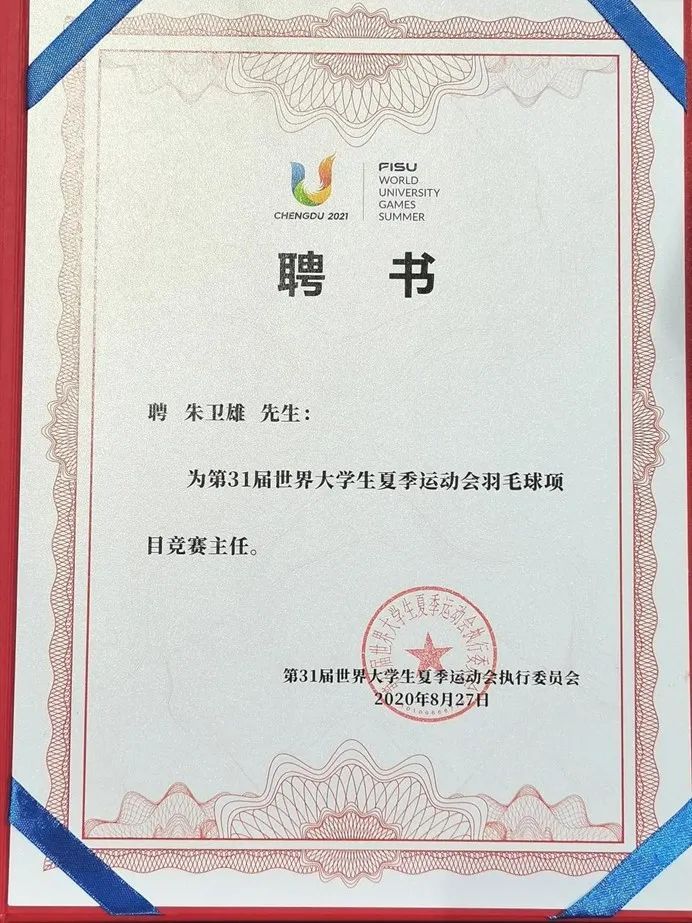 FISU
WORLD
UNIVERSITY
GAMES
SUMMER
CHENGDU 2021
聘 书
聘 朱卫雄 先生：
为第31届世界大学生夏季运动会羽毛球项
目竞赛主任。
第31届世界大学生夏季运动会执行委员会
2020年8月27日